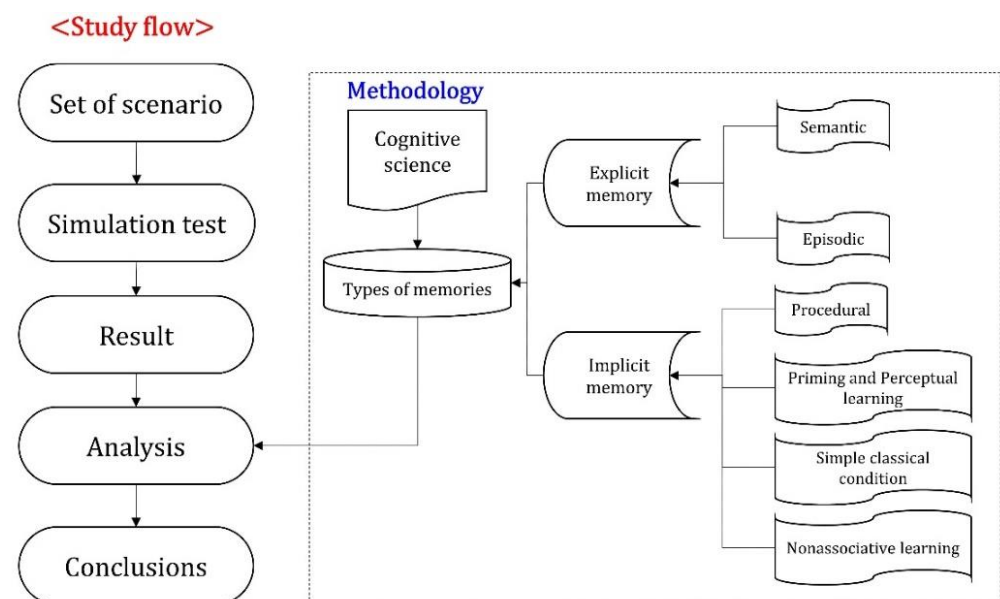 <Study flow>
Set of scenario
Simulation test
Result
Analysis
Conclusions
Methodology
Cognitive
science
Types of memories
Explicit
memory
Implicit
memory
Semantic
Episodic
Procedural
Priming and Perceptual
learning
Simple classical
condition
Nonassociative learning